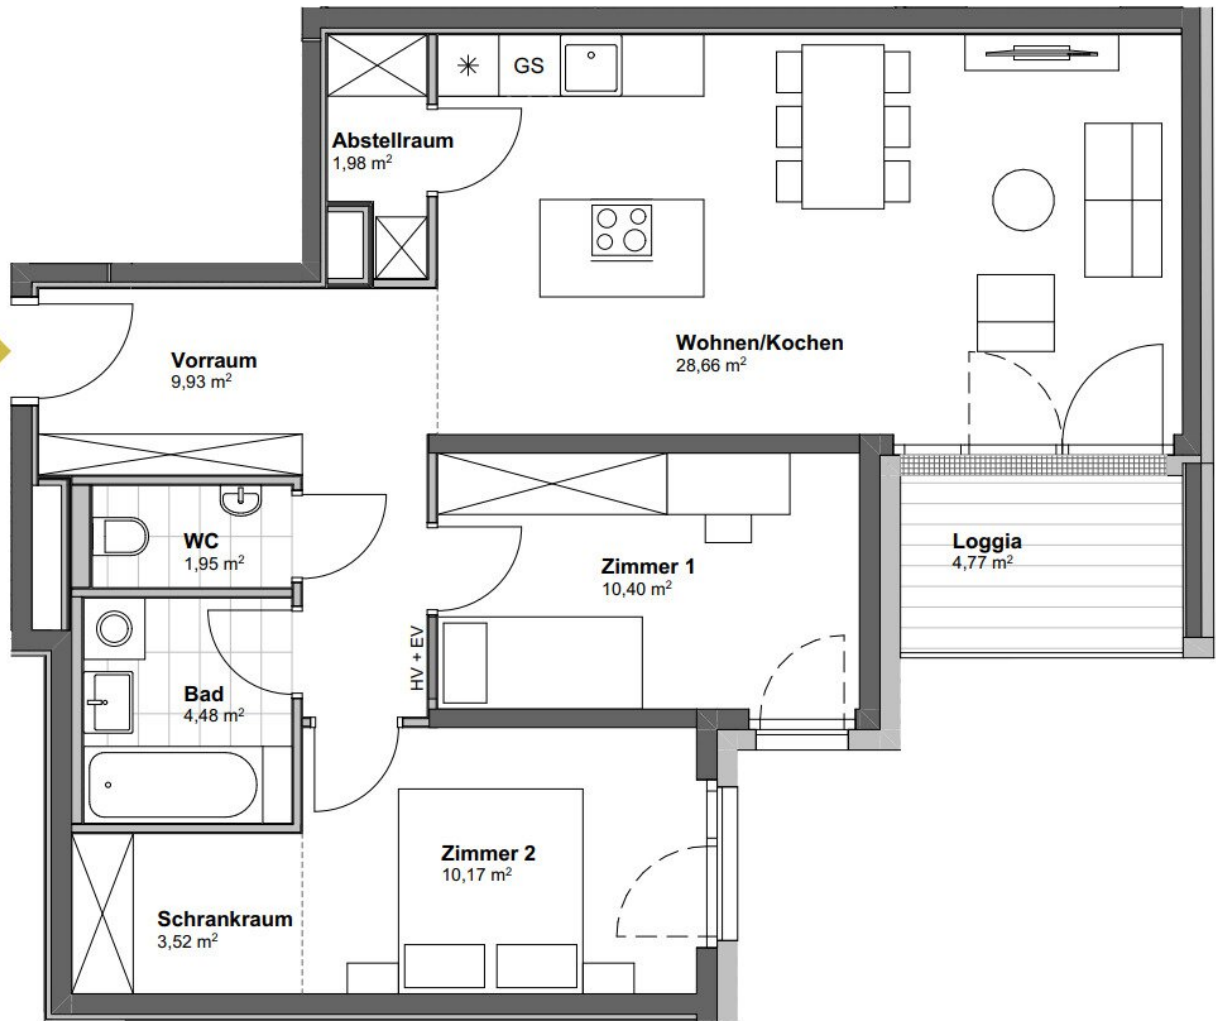 GS
Abstellraum
1,98 m²
Wohnen/Kochen
28,66 m²
Vorraum
9,93 m²
WC
1,95 m²
Zimmer 1
10,40 m²
Loggia
4,77 m²
HV + EV
Bad
4,48 m²
Zimmer 2
10,17 m²
Schrankraum
3,52 m²